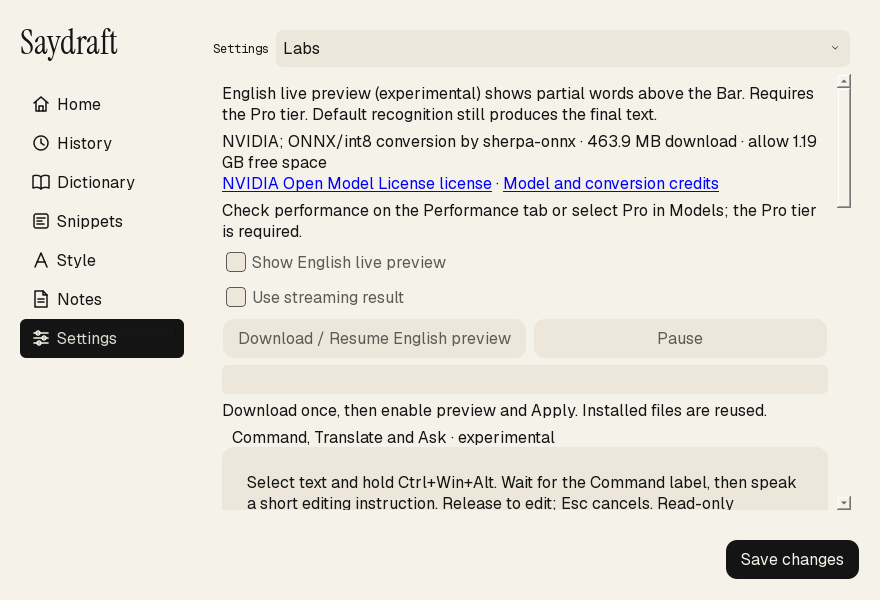 Saydraft
Settings
Labs
Home
History
Dictionary
Snippets
Style
Notes
Settings
English live preview (experimental) shows partial words above the Bar. Requires
the Pro tier. Default recognition still produces the final text.
NVIDIA; ONNX/int8 conversion by sherpa-onnx · 463.9 MB download · allow 1.19
GB free space
NVIDIA Open Model License license · Model and conversion credits
Check performance on the Performance tab or select Pro in Models; the Pro tier
is required.
Show English live preview
Use streaming result
Download / Resume English preview
Pause
Download once, then enable preview and Apply. Installed files are reused.
Command, Translate and Ask · experimental
Select text and hold Ctrl+Win+Alt. Wait for the Command label, then speak
a short editing instruction. Release to edit; Esc cancels. Read-only
Save changes